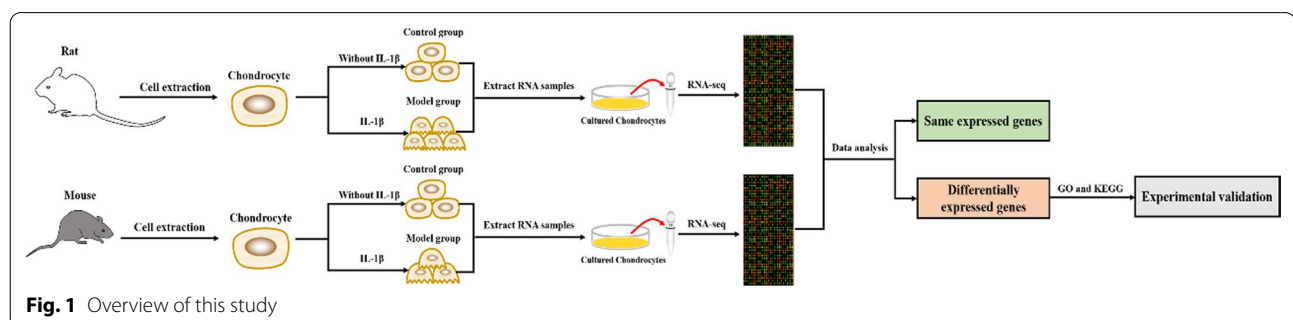 Rat
Cell extraction
Chondrocyte
Without IL-1β
IL-1β
Control group
Model group
Extract RNA samples
Cultured Chondrocytes
RNA-seq
Mouse
Cell extraction
Chondrocyte
Without IL-1β
IL-1β
Control group
Model group
Extract RNA samples
Cultured Chondrocytes
RNA-seq
Data analysis
Same expressed genes
Differentially
expressed genes
GO and KEGG
Experimental validation
Fig. 1 Overview of this study